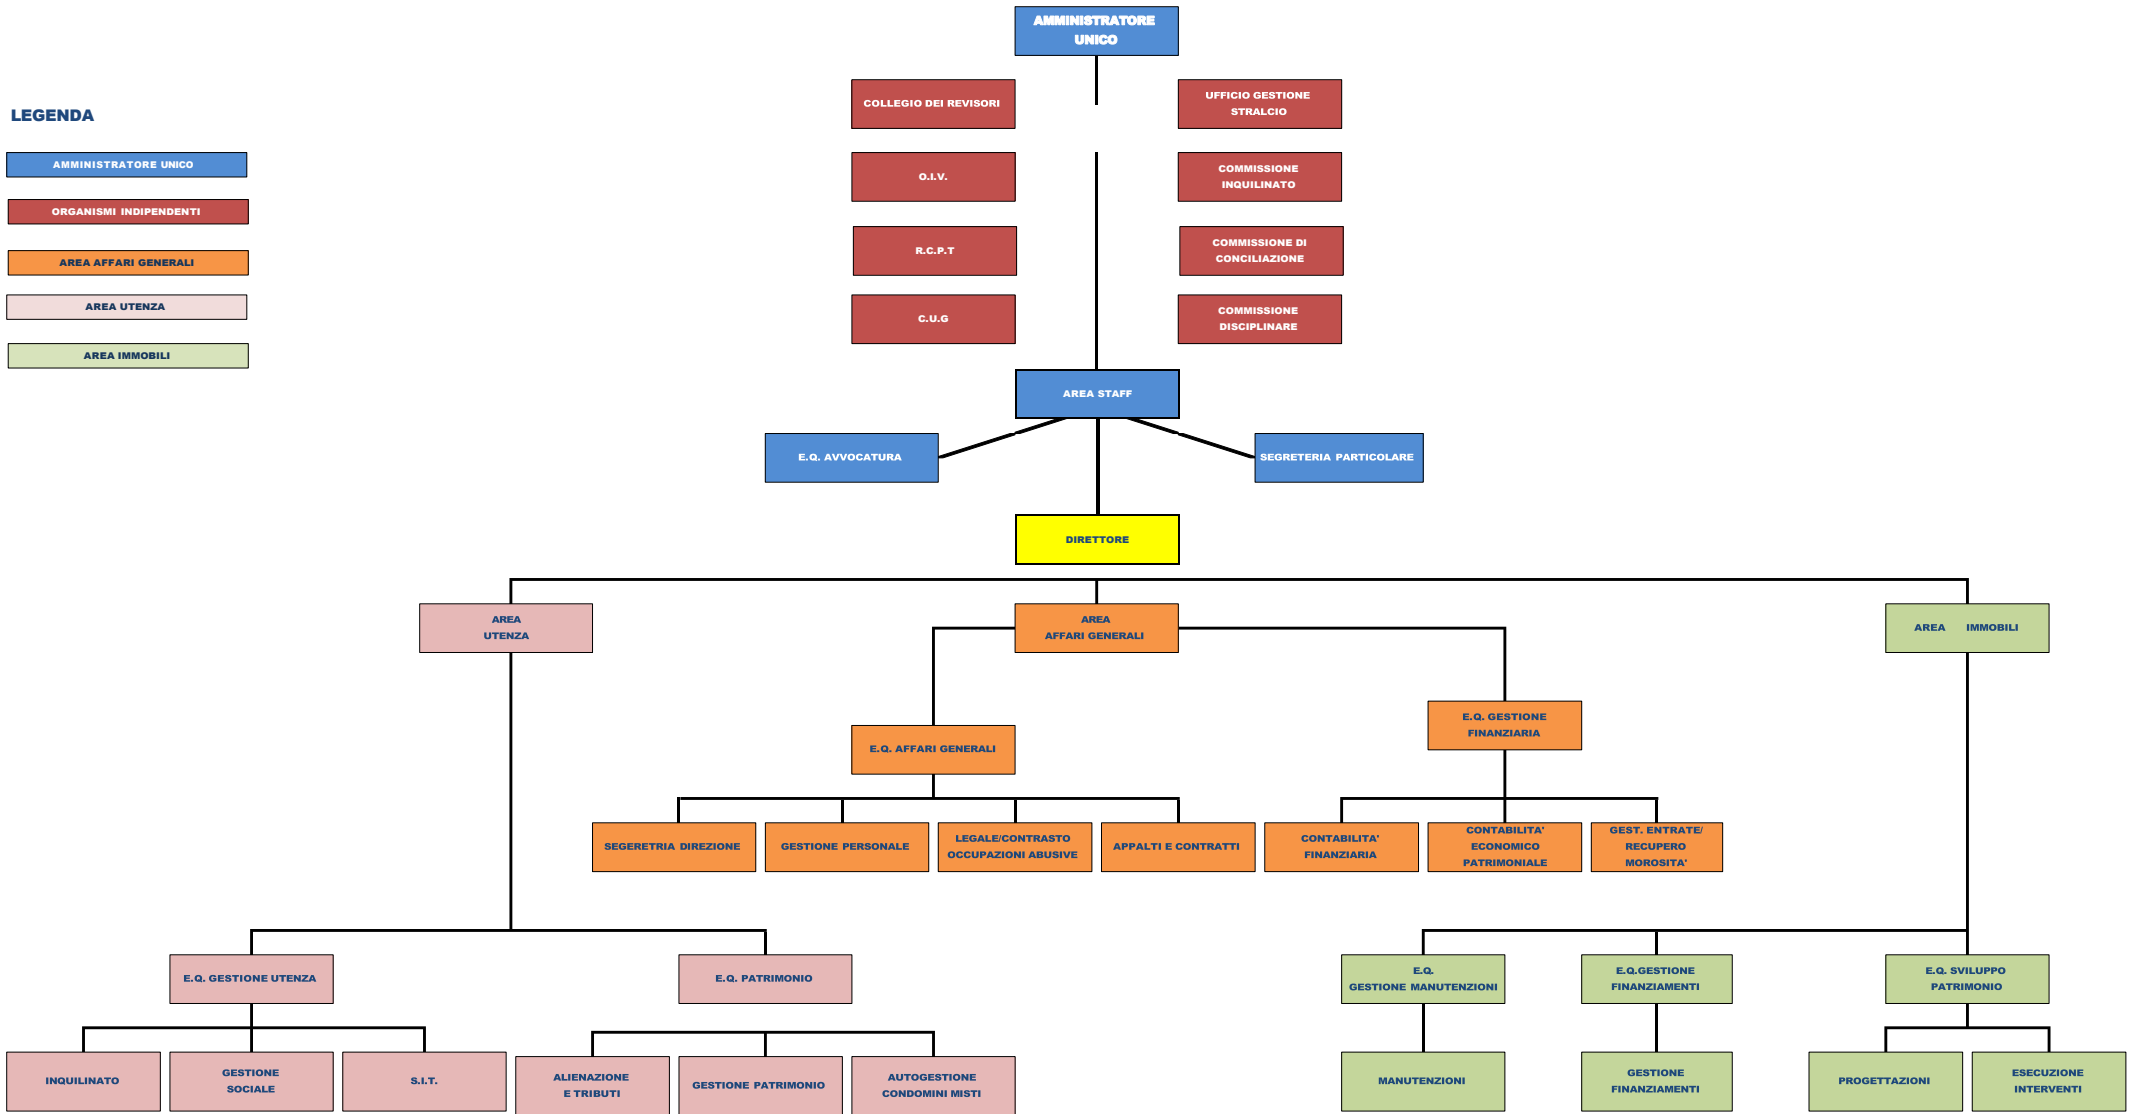 AMMINISTRATORE
UNICO
COLLEGIO DEI REVISORI
UFFICIO GESTIONE
STRALCIO
LEGENDA
AMMINISTRATORE UNICO
O.I.V.
COMMISSIONE
INQUILINATO
ORGANISMI INDIPENDENTI
R.C.P.T
COMMISSIONE DI
CONCILIAZIONE
AREA AFFARI GENERALI
AREA UTENZA
C.U.G
COMMISSIONE
DISCIPLINARE
AREA IMMOBILI
AREA STAFF
E.Q. AVVOCATURA
SEGRETERIA PARTICOLARE
DIRETTORE
AREA
UTENZA
AREA
AFFARI GENERALI
AREA IMMOBILI
E.Q. GESTIONE
FINANZIARIA
E.Q. AFFARI GENERALI
SEGERETRIA DIREZIONE
GESTIONE PERSONALE
LEGALE/CONTRASTO
OCCUPAZIONI ABUSIVE
APPALTI E CONTRATTI
CONTABILITA'
FINANZIARIA
CONTABILITA'
ECONOMICO
PATRIMONIALE
GEST. ENTRATE/
RECUPERO
MOROSITA'
E.Q. GESTIONE UTENZA
E.Q. PATRIMONIO
E.Q.
GESTIONE MANUTENZIONI
E.Q.GESTIONE
FINANZIAMENTI
E.Q. SVILUPPO
PATRIMONIO
INQUILINATO
GESTIONE
SOCIALE
S.I.T.
ALIENAZIONE
E TRIBUTI
GESTIONE PATRIMONIO
AUTOGESTIONE
CONDOMINI MISTI
MANUTENZIONI
GESTIONE
FINANZIAMENTI
PROGETTAZIONI
ESECUZIONE
INTERVENTI